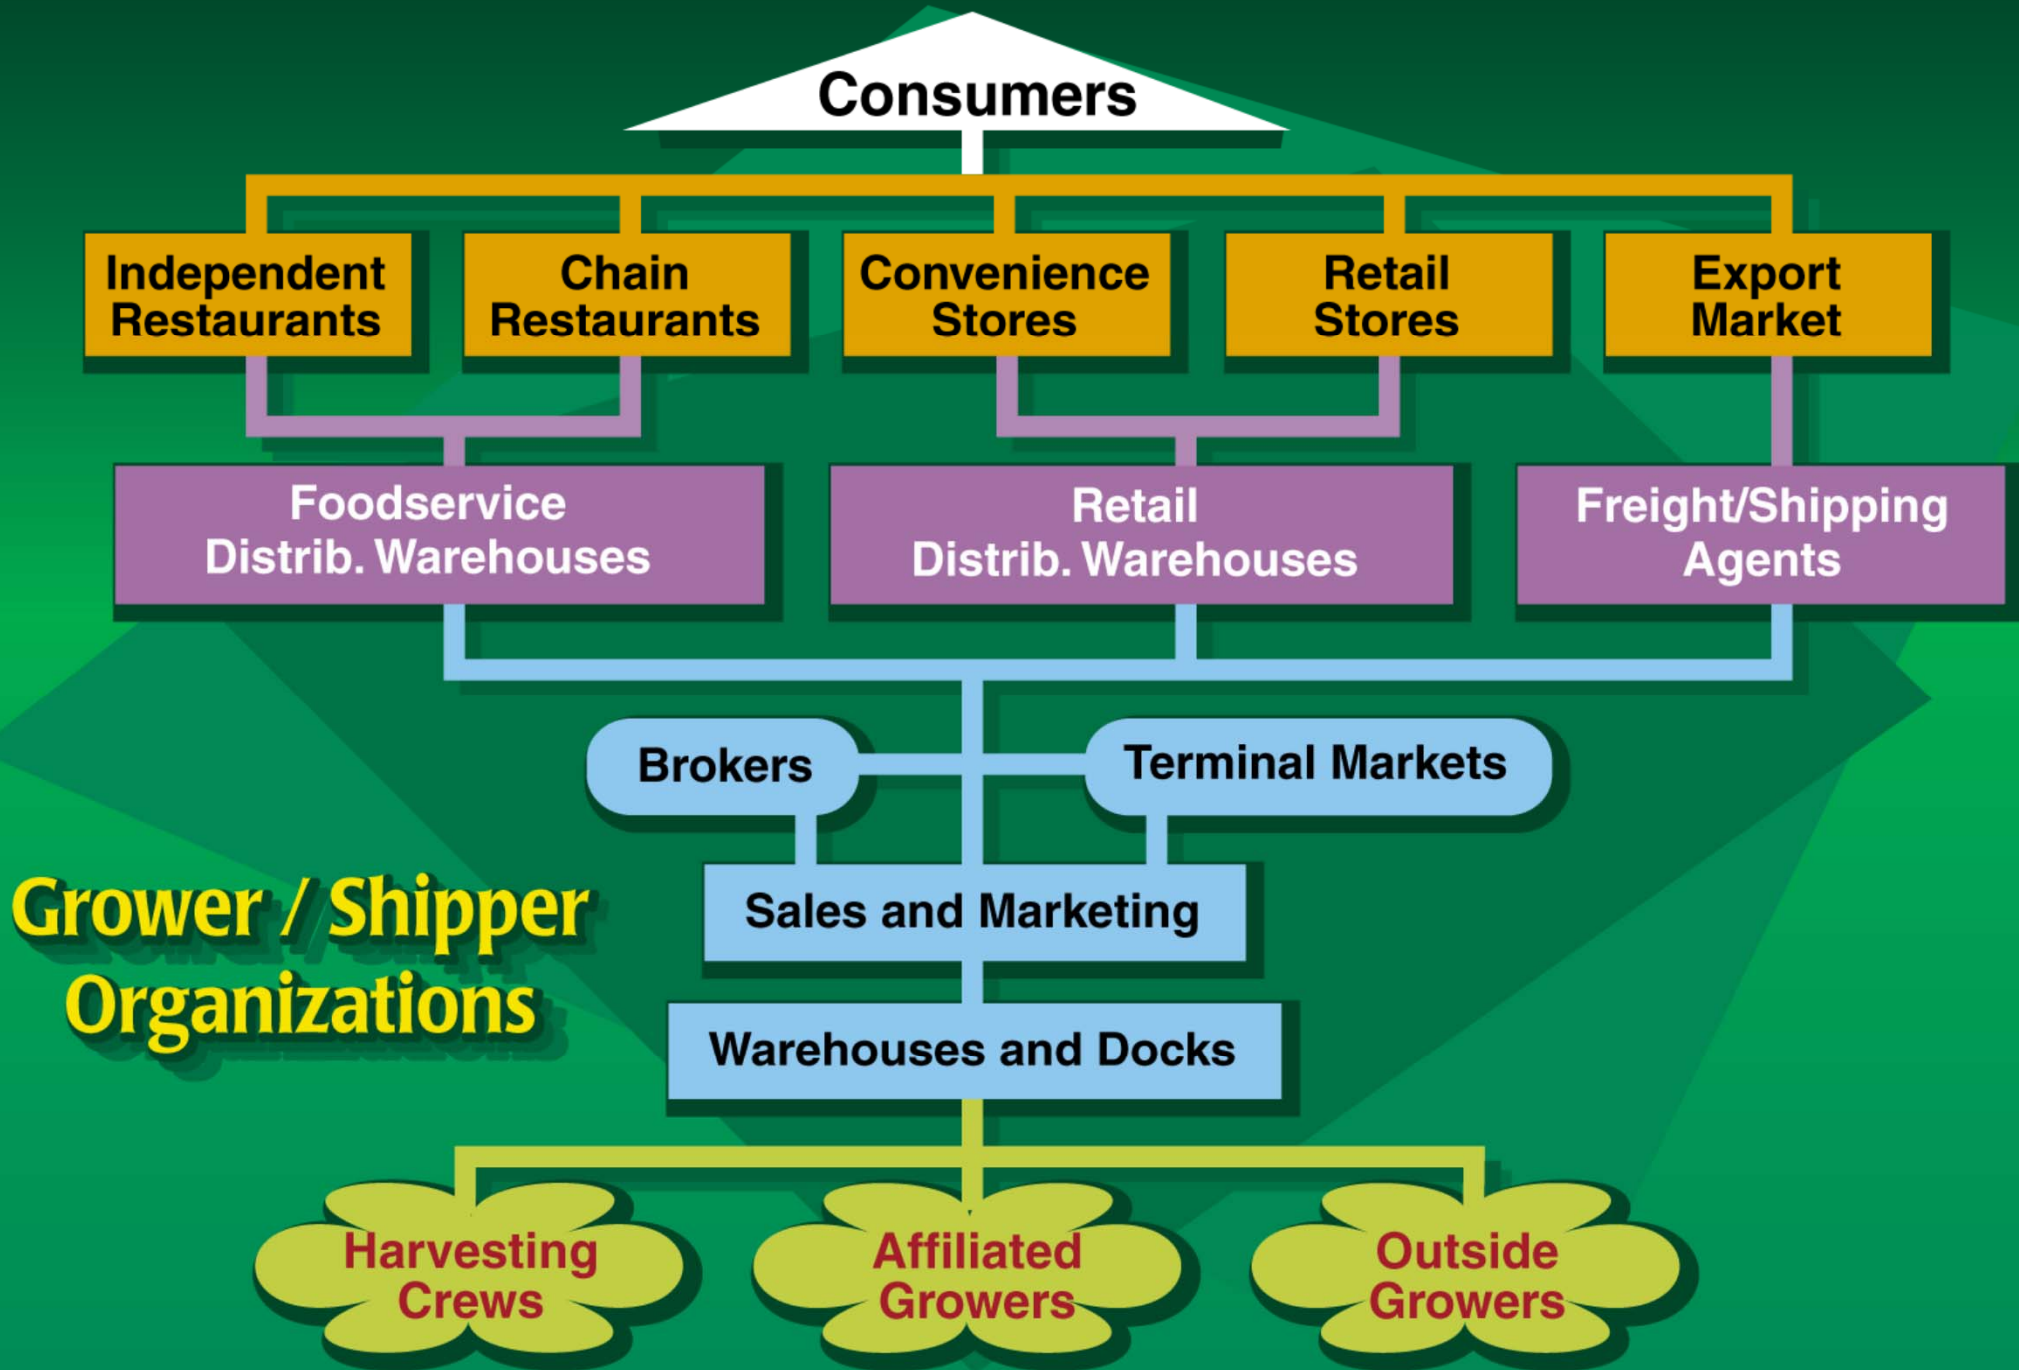 Consumers
Independent
Restaurants
Chain
Restaurants
Convenience
Stores
Retail
Stores
Export
Market
Foodservice
Distrib. Warehouses
Retail
Distrib. Warehouses
Freight/Shipping
Agents
Brokers
Terminal Markets
Sales and Marketing
Grower / Shipper
Organizations
Warehouses and Docks
Harvesting
Crews
Affiliated
Growers
Outside
Growers